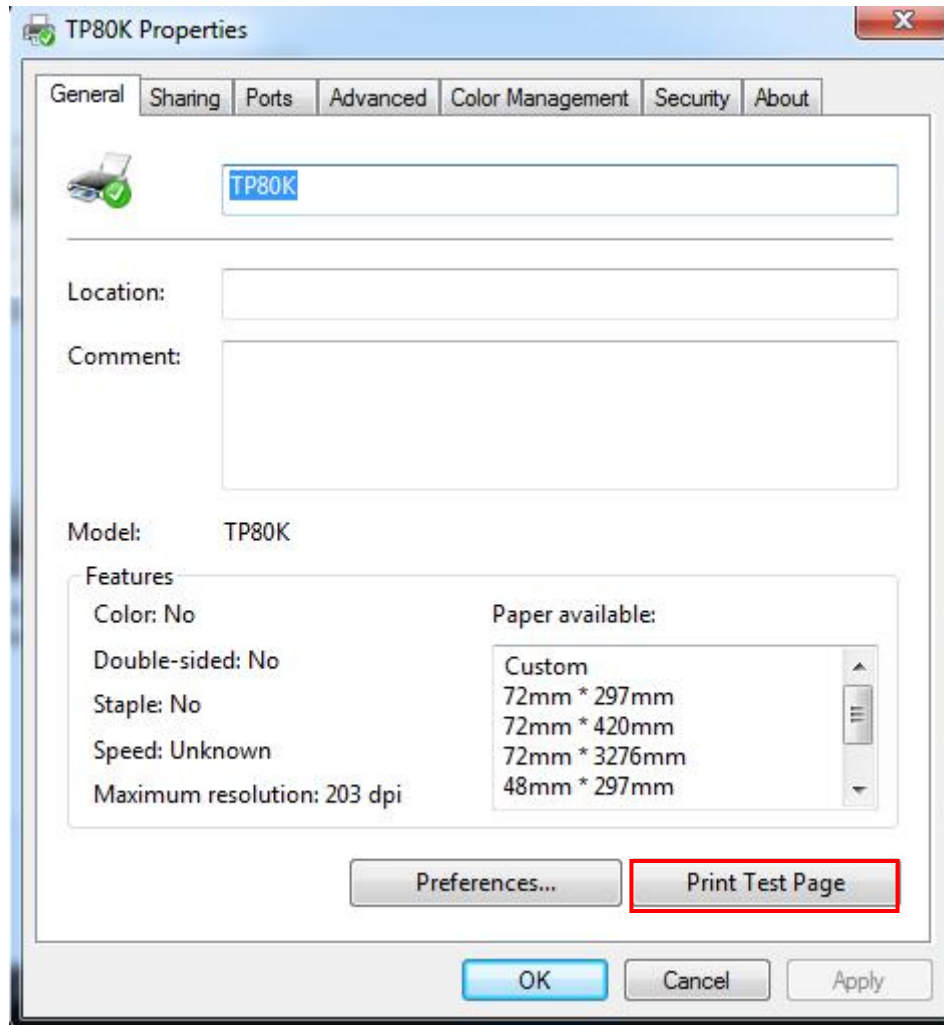 TP80K Properties
General Sharing Ports Advanced Color Management Security About
TP80K
Location:
Comment:
Model: TP80K
Features
Color: No
Double-sided: No
Staple: No
Speed: Unknown
Maximum resolution: 203 dpi
Paper available:
Custom
72mm * 297mm
72mm * 420mm
72mm * 3276mm
48mm * 297mm
Preferences... Print Test Page
OK Cancel Apply